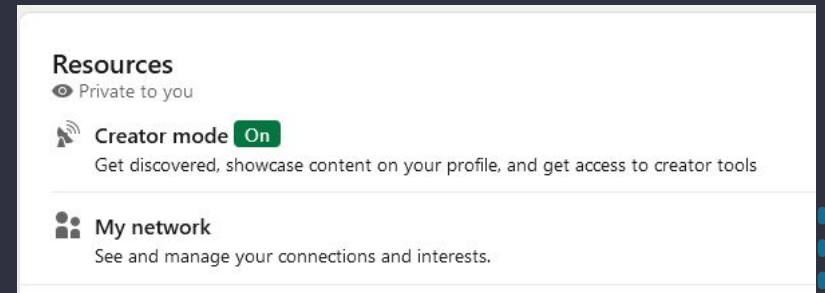 Resources
Private to you
Creator mode On
Get discovered, showcase content on your profile, and get access to creator tools
My network
See and manage your connections and interests.